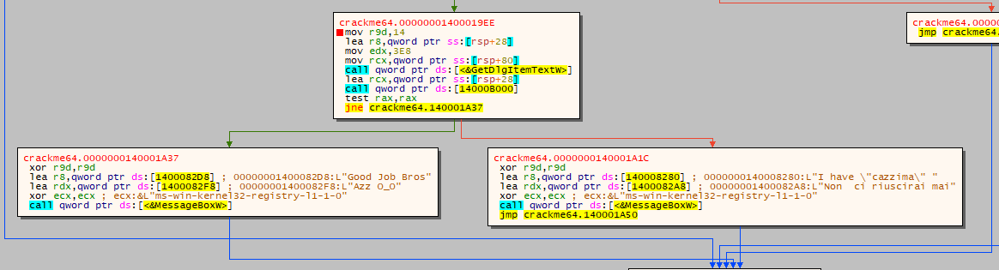 crackme64.00000001400019EE
mov r9d,14
lea r8,qword ptr ss:[rsp+28]
mov edx,3E8
mov rcx,qword ptr ss:[rsp+80]
call qword ptr ds:[<&GetDlgItemTextW>]
lea rcx,qword ptr ss:[rsp+28]
call qword ptr ds:[14000B000]
test rax,rax
jne crackme64.140001A37
crackme64.0000
jmp crackme64.
crackme64.0000000140001A37
xor r9d,r9d
lea r8,qword ptr ds:[1400082D8] ; 00000001400082D8:L"Good Job Bros"
lea rdx,qword ptr ds:[1400082F8] ; 00000001400082F8:L"Azz O_O"
xor ecx,ecx ; ecx:&L"ms-win-kernel32-registry-l1-1-0"
call qword ptr ds:[<&MessageBoxW>]
crackme64.0000000140001A1C
xor r9d,r9d
lea r8,qword ptr ds:[140008280] ; 0000000140008280:L"I have \"cazzima\" "
lea rdx,qword ptr ds:[1400082A8] ; 00000001400082A8:L"Non  ci riuscirai mai"
xor ecx,ecx ; ecx:&L"ms-win-kernel32-registry-l1-1-0"
call qword ptr ds:[<&MessageBoxW>]
jmp crackme64.140001A50